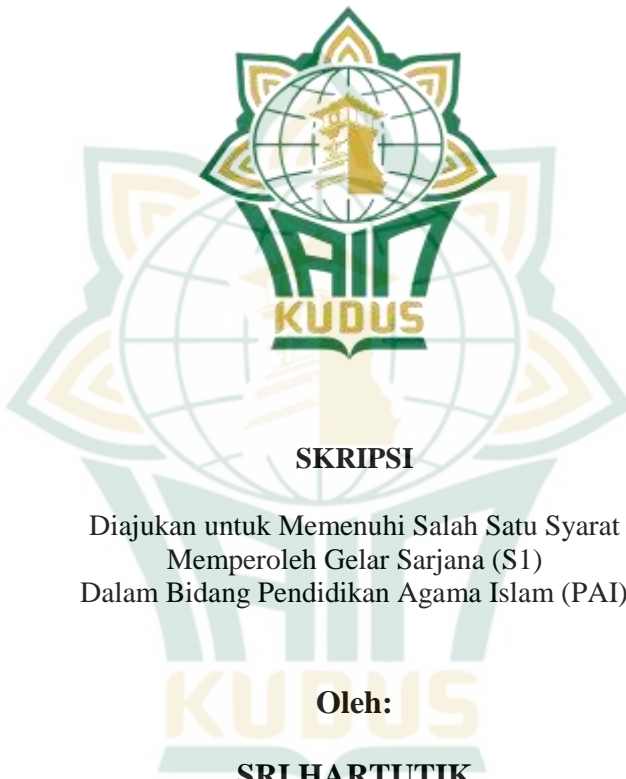 IAIN
KUDUS
SKRIPSI
Diajukan untuk Memenuhi Salah Satu Syarat
Memperoleh Gelar Sarjana (S1)
Dalam Bidang Pendidikan Agama Islam (PAI)
Oleh:
SRI HARTUTIK